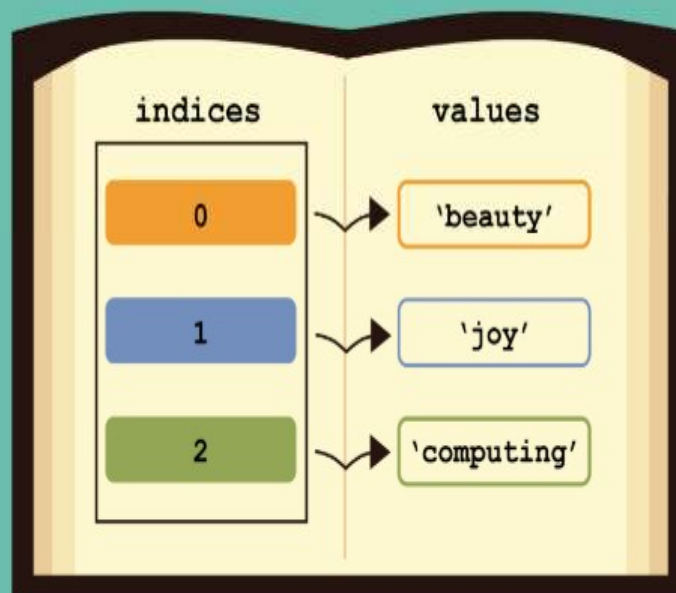 indices values
0 ‘beauty’
1 ‘joy’
2 ‘computing’